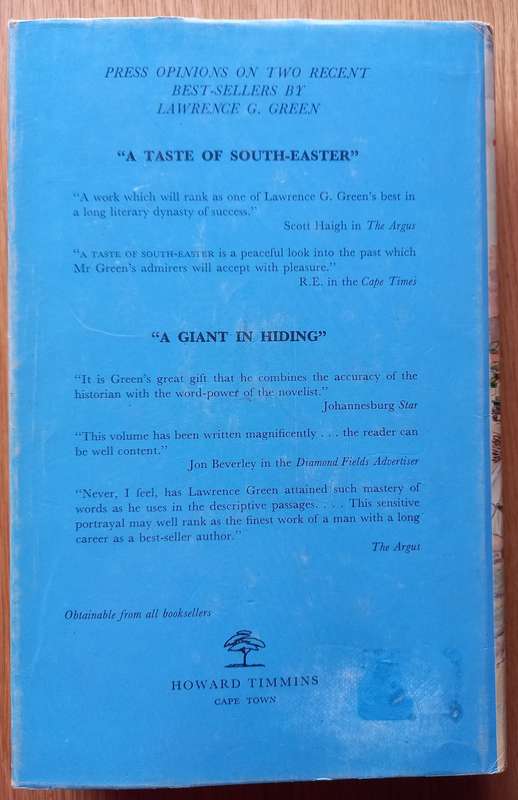 PRESS OPINIONS ON TWO RECENT
BEST-SELLERS BY
LAWRENCE G. GREEN
“A TASTE OF SOUTH-EASTER”
“A work which will rank as one of Lawrence G. Green's best in
a long literary dynasty of success.”
Scott Haigh in The Argus
“A TASTE OF SOUTH-EASTER is a peaceful look into the past which
Mr Green's admirers will accept with pleasure.”
R.E. in the Cape Times
“A GIANT IN HIDING”
“It is Green's great gift that he combines the accuracy of the
historian with the word-power of the novelist.”
Johannesburg Star
“This volume has been written magnificently . . . the reader can
be well content.”
Jon Beverley in the Diamond Fields Advertiser
“Never, I feel, has Lawrence Green attained such mastery of
words as he uses in the descriptive passages. . . . This sensitive
portrayal may well rank as the finest work of a man with a long
career as a best-seller author.”
The Argus
Obtainable from all booksellers
HOWARD TIMMINS
CAPE TOWN